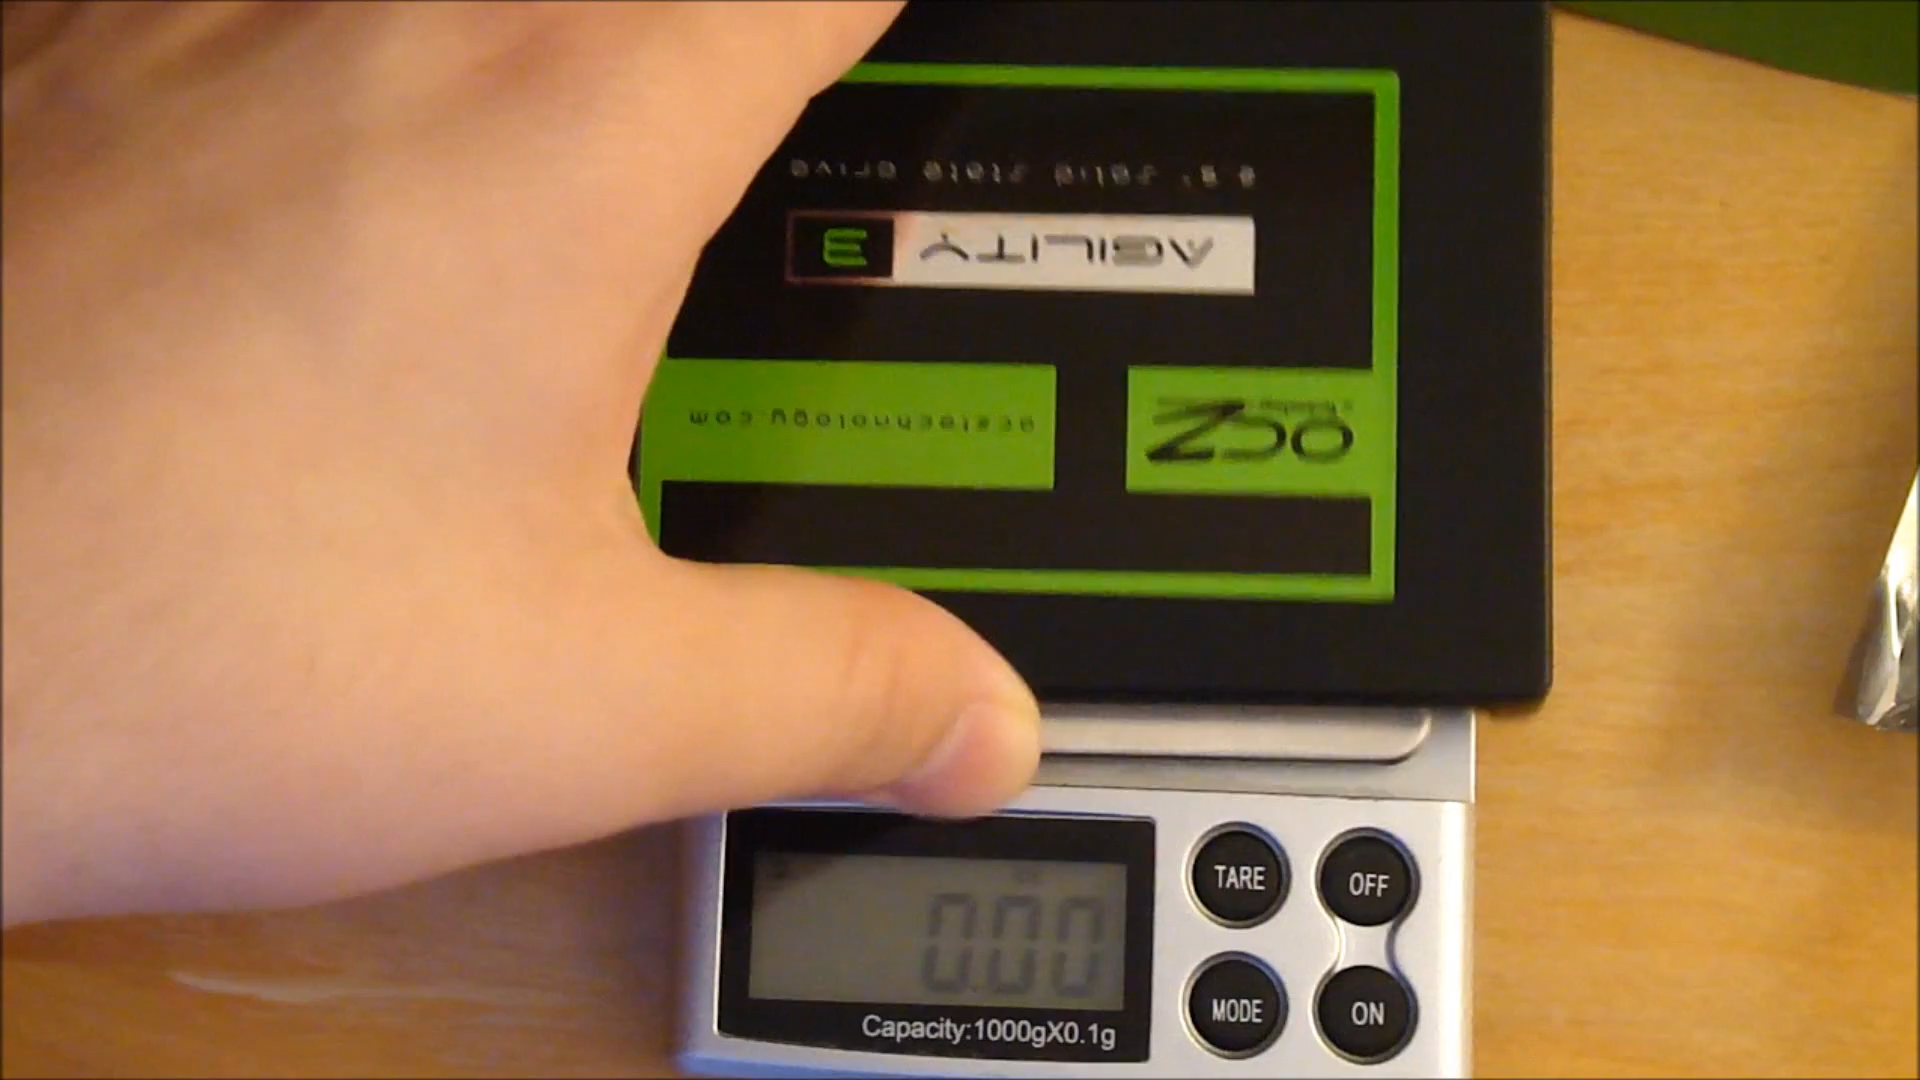 2.5" solid state drive
AGILITY 3
ocztechnology.com
OCZ
0.00
TARE
OFF
MODE
ON
Capacity:1000gX0.1g